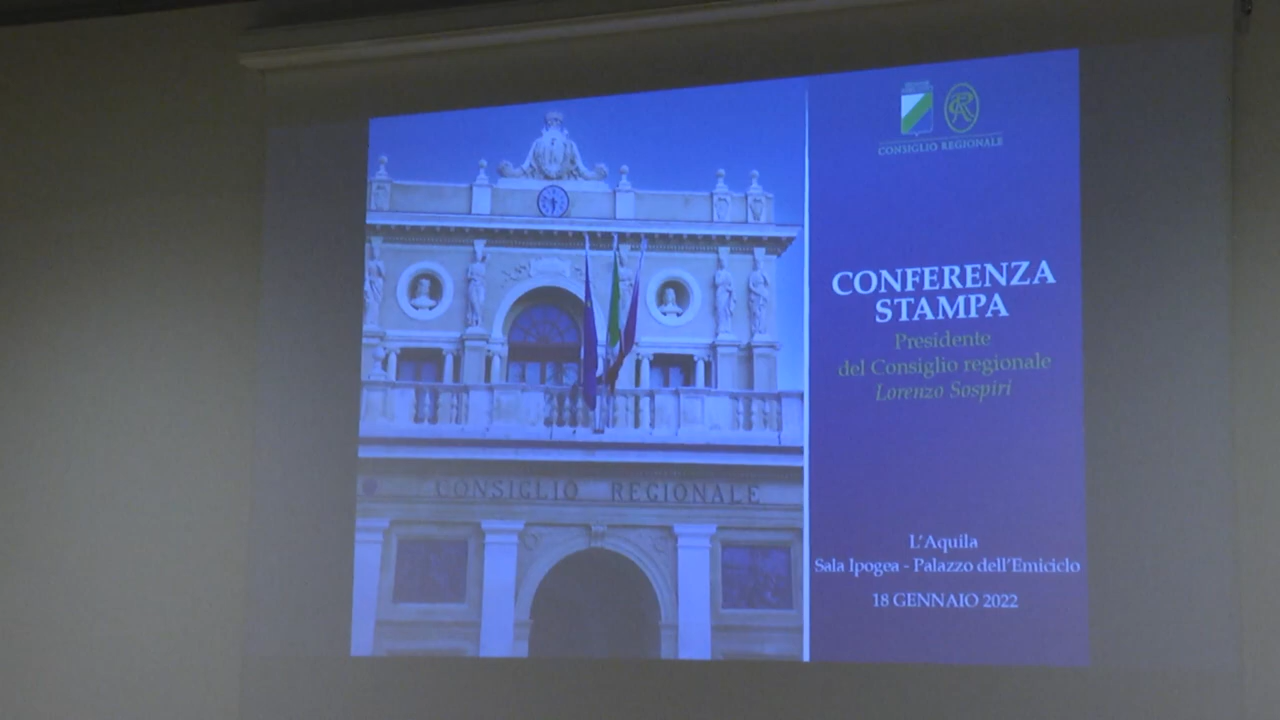 CONSIGLIO REGIONALE
CONFERENZA
STAMPA
Presidente
del Consiglio regionale
Lorenzo Sospiri
CONSIGLIO REGIONALE
L'Aquila
Sala Ipogea - Palazzo dell'Emiciclo
18 GENNAIO 2022